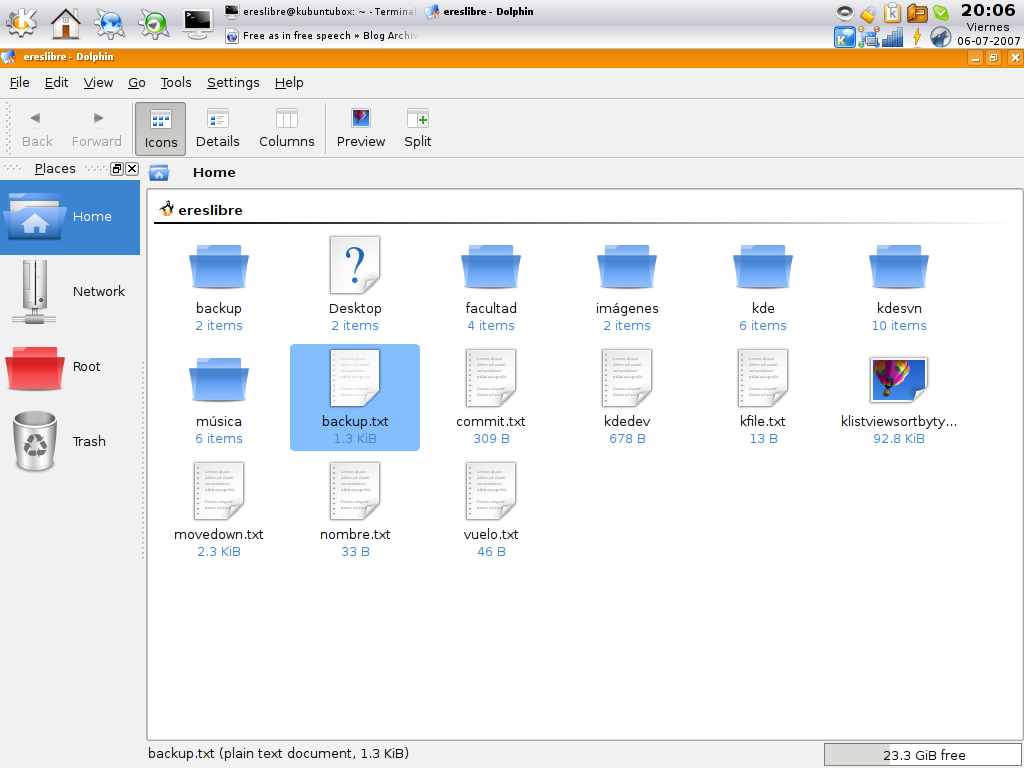 ereslibre@kubuntubox: ~ - Terminal
ereslibre - Dolphin
Free as in free speech » Blog Archiv
20:06
Viernes
06-07-2007
ereslibre - Dolphin
File Edit View Go Tools Settings Help
Back Forward Icons Details Columns Preview Split
Places
Home
ereslibre
Home
Network
Root
Trash
backup Desktop facultad imágenes kde kdesvn
2 items 2 items 4 items 2 items 6 items 10 items
música backup.txt commit.txt kdedev kfile.txt klistviewsortbyty...
6 items 1.3 KiB 309 B 678 B 13 B 92.8 KiB
movedown.txt nombre.txt vuelo.txt
2.3 KiB 33 B 46 B
backup.txt (plain text document, 1.3 KiB)
23.3 GiB free